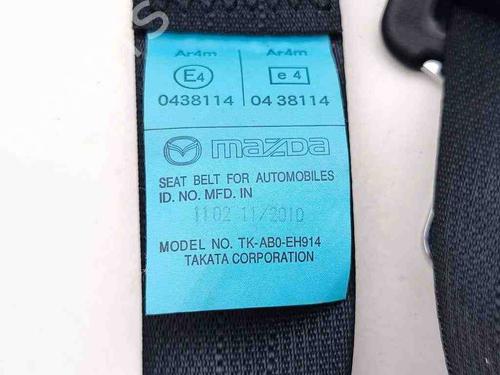 Ar4m Ar4m
E4 e 4
0438114 04 38114
mazda
SEAT BELT FOR AUTOMOBILES
ID. NO. MFD. IN
1102 11/2010
MODEL NO. TK-AB0-EH914
TAKATA CORPORATION